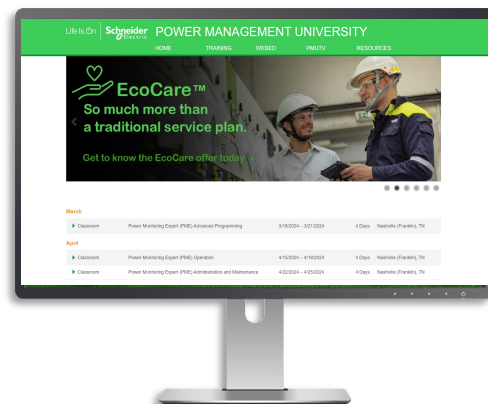 Life Is On Schneider Electric POWER MANAGEMENT UNIVERSITY
HOME TRAINING WEBED PMUTV RESOURCES
EcoCare™
So much more than
a traditional service plan.
Get to know the EcoCare offer today
March
Classroom Power Monitoring Expert (PME) Advanced Programming 3/18/2024 – 3/21/2024 4 Days Nashville (Franklin), TN
April
Classroom Power Monitoring Expert (PME) Operation 4/15/2024 – 4/18/2024 4 Days Nashville (Franklin), TN
Classroom Power Monitoring Expert (PME) Administration and Maintenance 4/22/2024 – 4/25/2024 4 Days Nashville (Franklin), TN